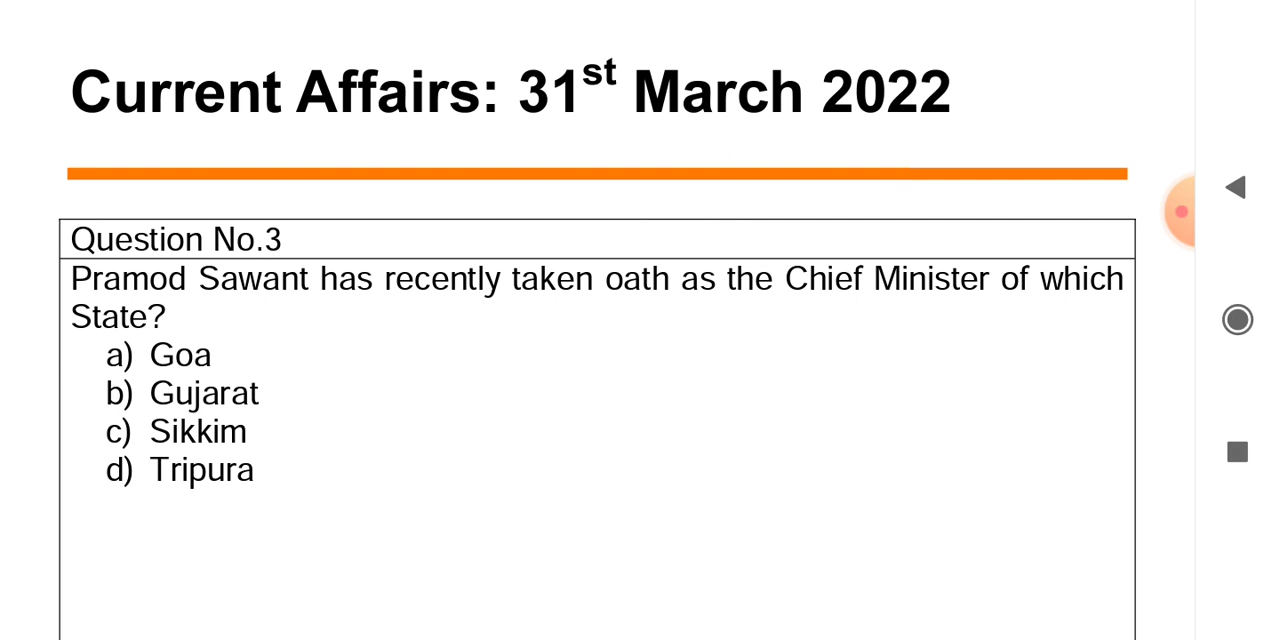 Current Affairs: 31st March 2022
Question No.3
Pramod Sawant has recently taken oath as the Chief Minister of which
State?
a) Goa
b) Gujarat
c) Sikkim
d) Tripura